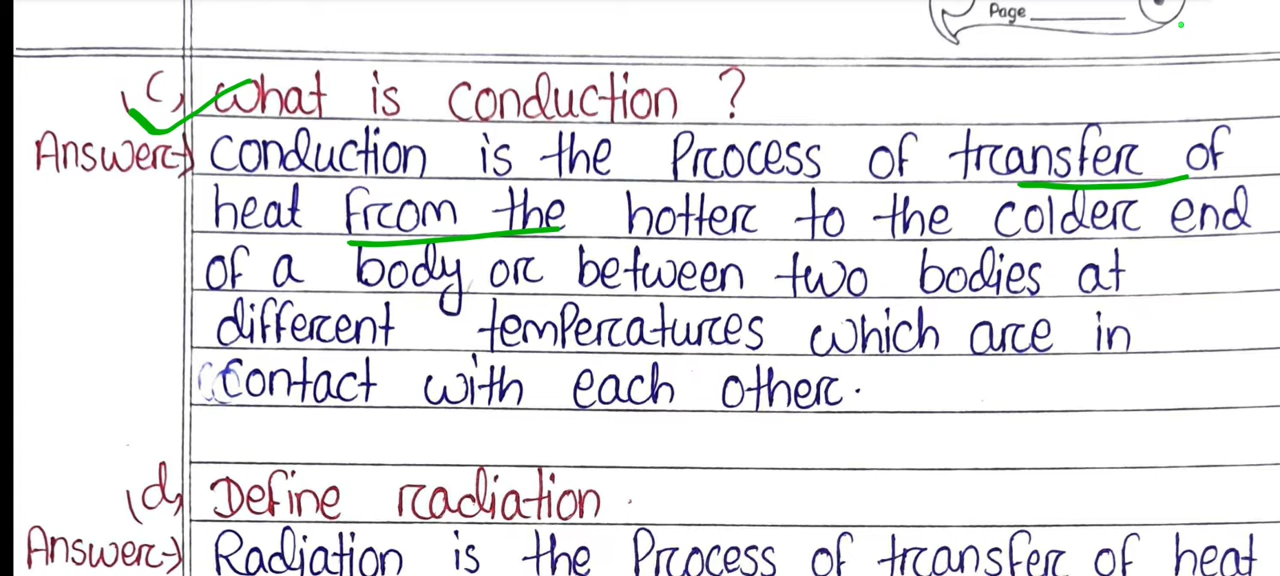 Page
(c) What is conduction ?
Answer→ Conduction is the Process of transfer of
heat from the hotter to the colder end
of a body or between two bodies at
different temperatures which are in
Contact with each other.
(d) Define radiation.
Answer→ Radiation is the Process of transfer of heat